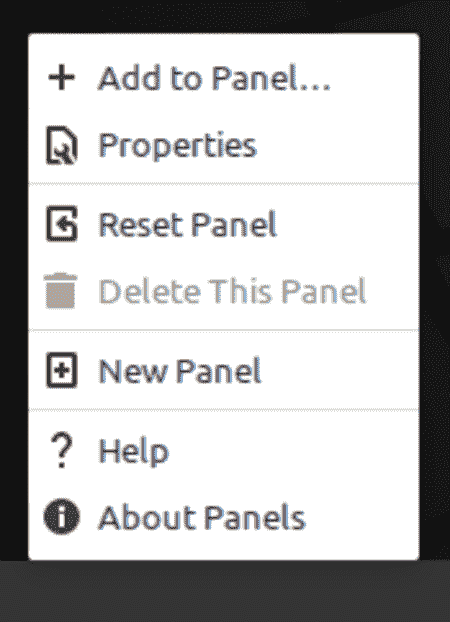 Add to Panel...
Properties
Reset Panel
Delete This Panel
New Panel
Help
About Panels